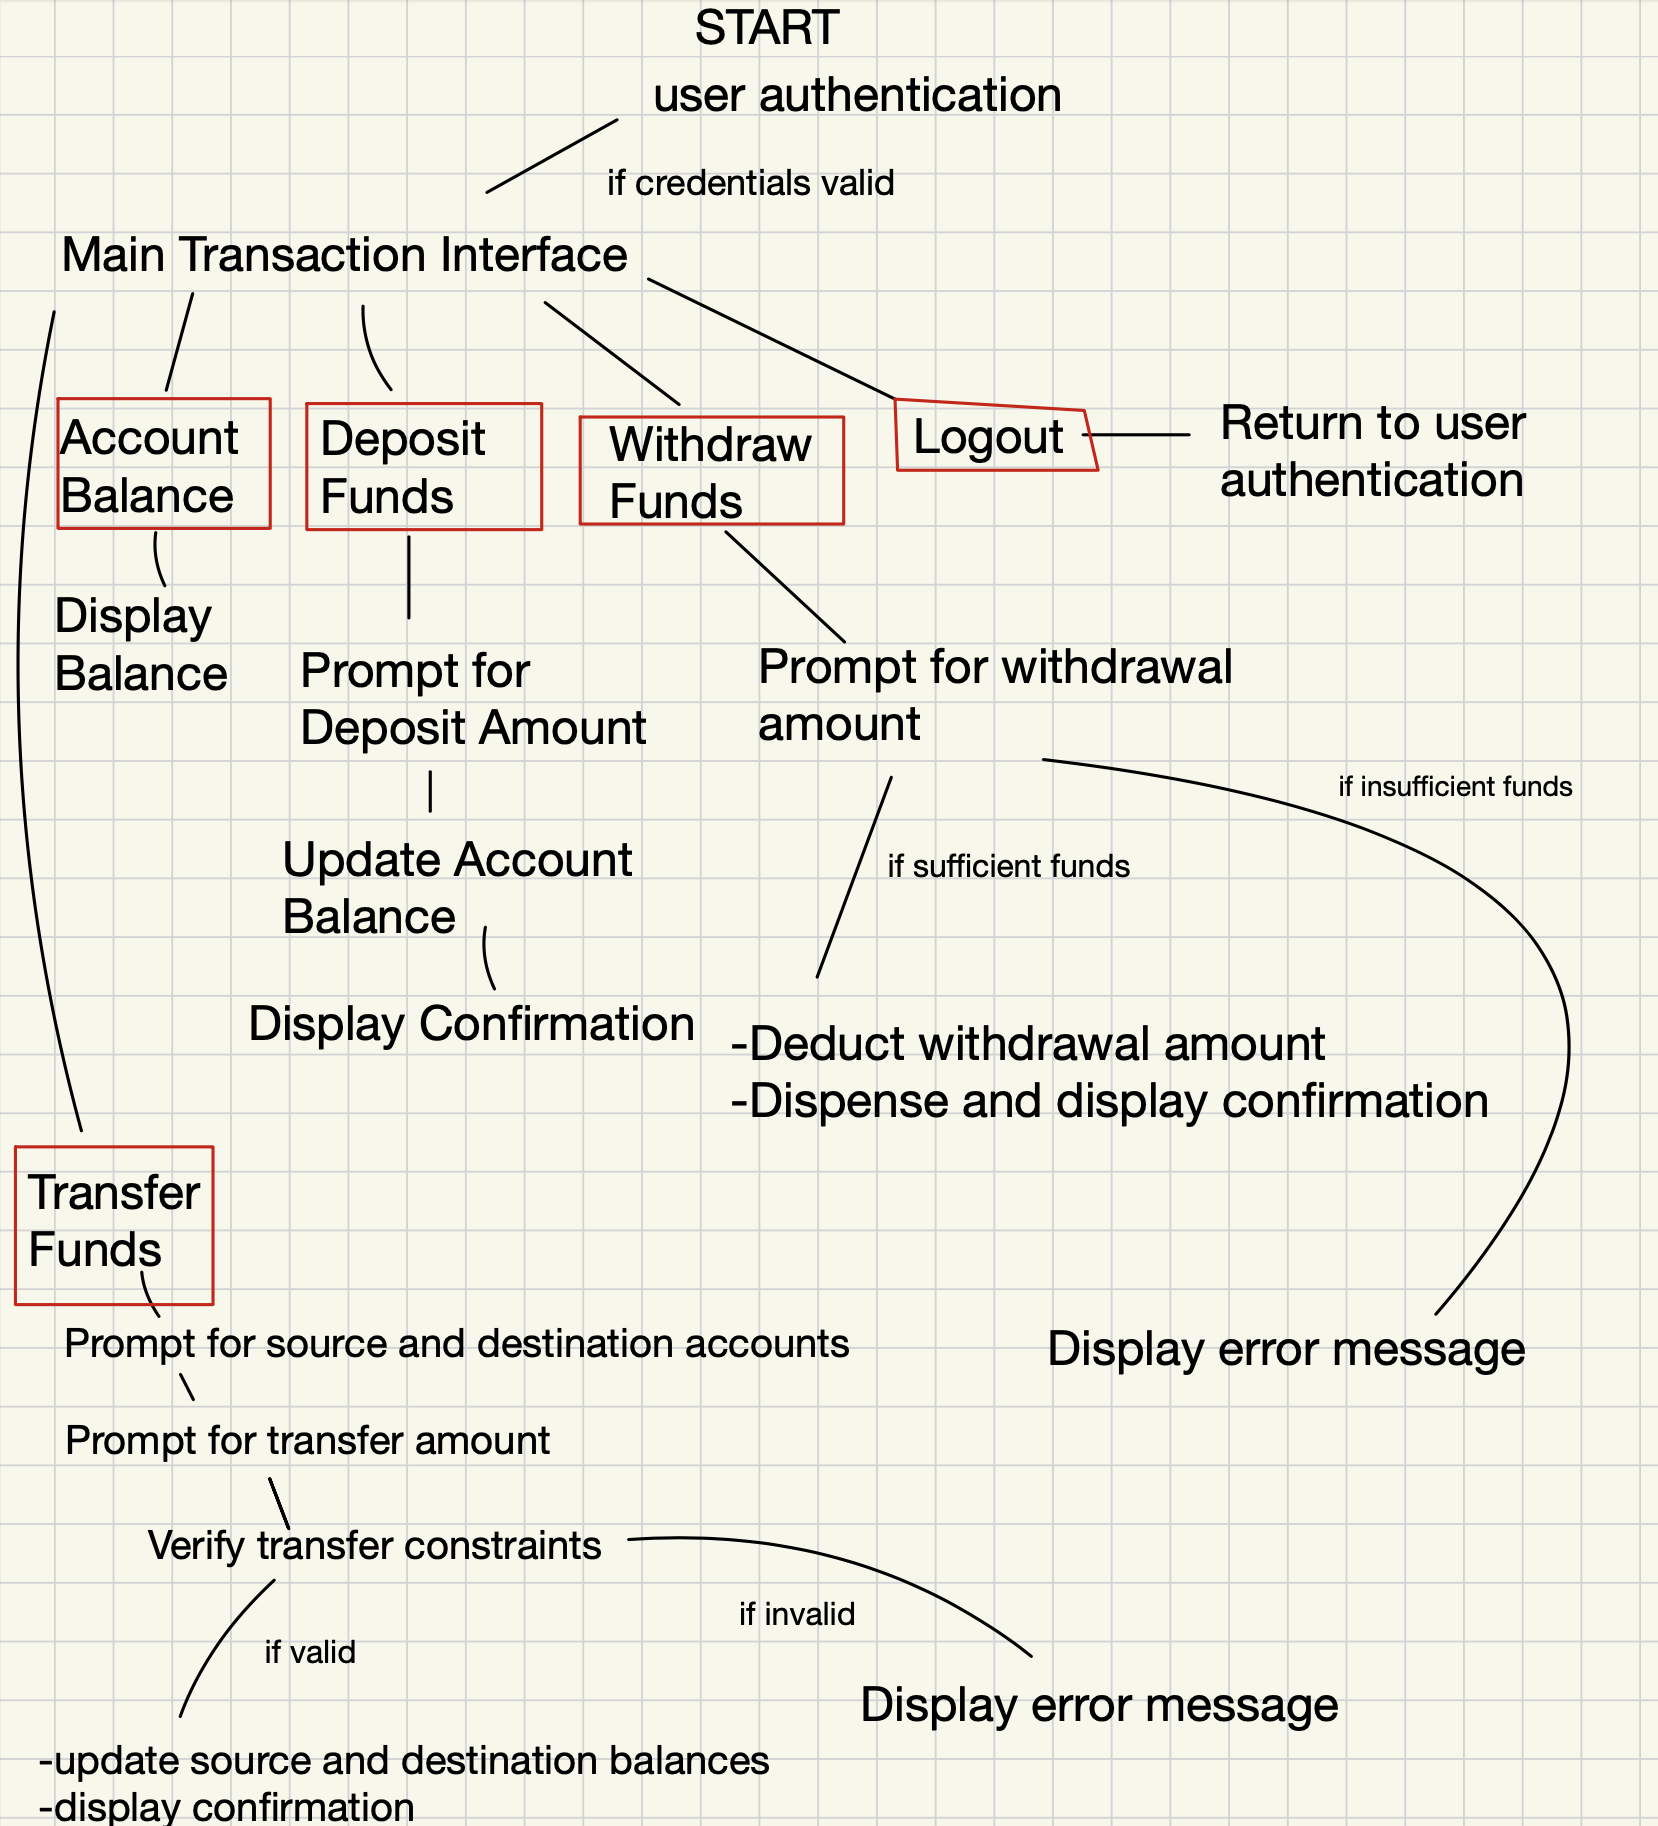 START
user authentication
if credentials valid
Main Transaction Interface
Account
Balance
Deposit
Funds
Withdraw
Funds
Logout
Return to user
authentication
Display
Balance
Prompt for
Deposit Amount
Prompt for withdrawal
amount
if insufficient funds
if sufficient funds
Update Account
Balance
Display Confirmation
-Deduct withdrawal amount
-Dispense and display confirmation
Transfer
Funds
Display error message
Prompt for source and destination accounts
Prompt for transfer amount
Verify transfer constraints
if invalid
if valid
Display error message
-update source and destination balances
-display confirmation